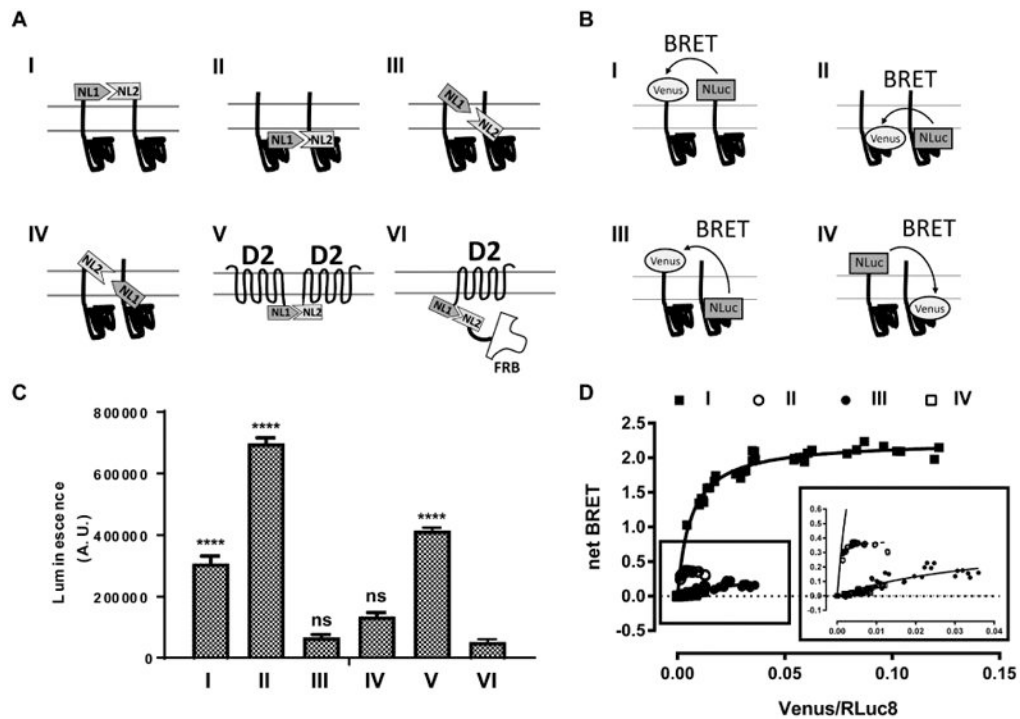 A
B
I
II
III
NL1 NL2
NL1 NL2
NL1
NL2
IV
V
VI
NL2
NL1
D2 D2
NL1 NL2
D2
NL1
NL2
FRB
I
BRET
Venus
NLuc
II
BRET
Venus
NLuc
III
BRET
Venus
NLuc
IV
BRET
NLuc
Venus
C
Luminescence
(A. U.)
800000
600000
400000
200000
0
****
****
ns
ns
****
I II III IV V VI
D
I II III IV
net BRET
2.5
2.0
1.5
1.0
0.5
0.0
-0.5
0.00 0.05 0.10 0.15
Venus/RLuc8
0.6
0.5
0.4
0.3
0.2
0.1
0.0
0.1
0.00 0.01 0.02 0.03 0.04